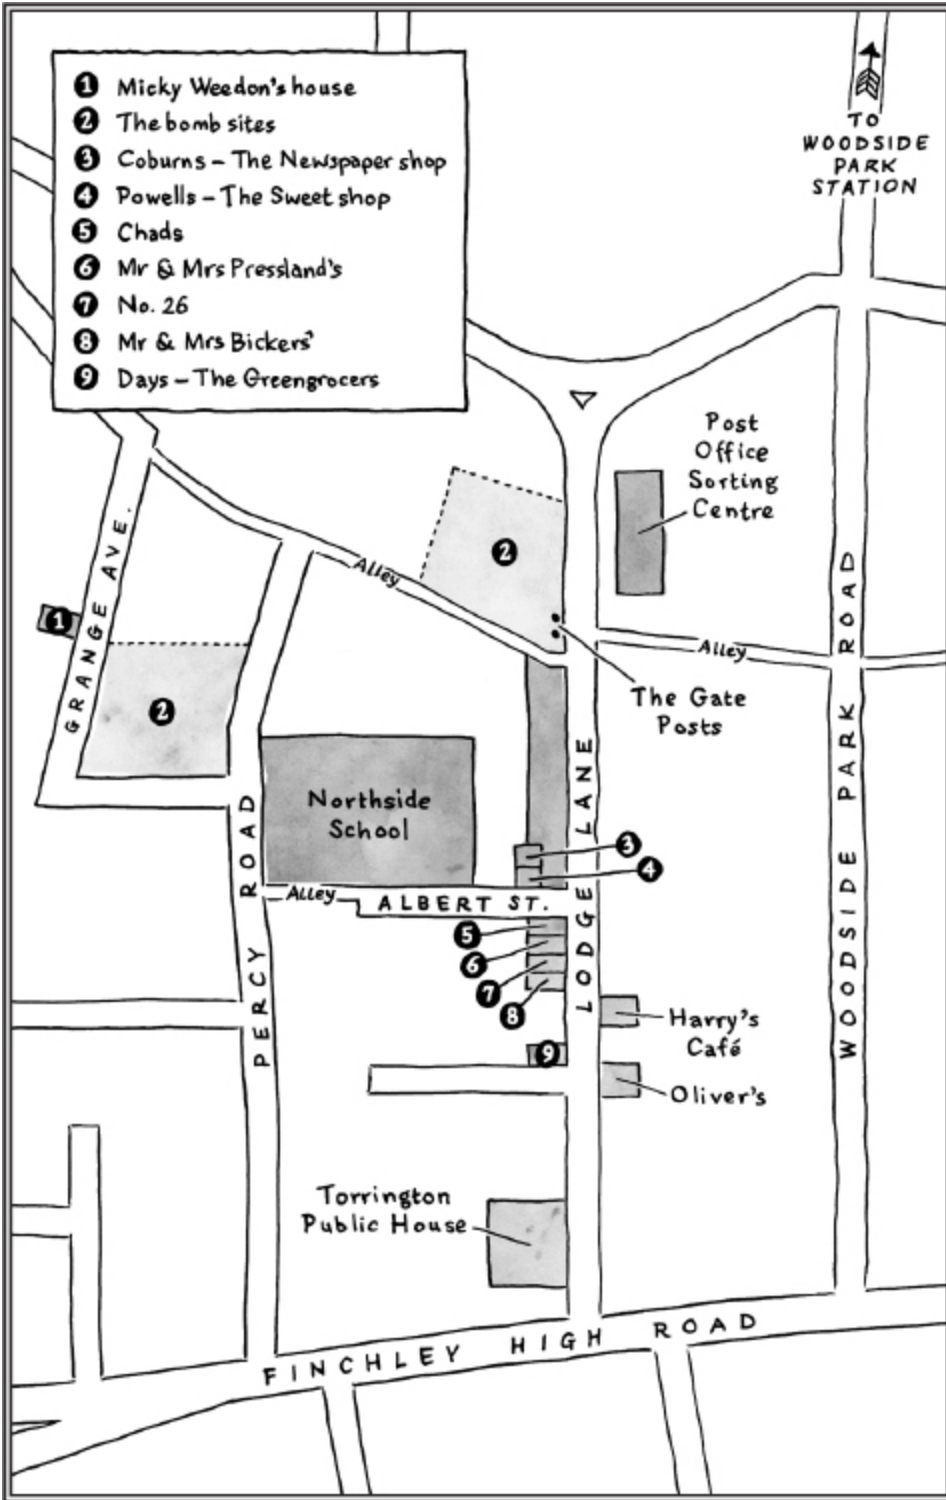 1 Micky Weedon's house
2 The bomb sites
3 Coburns – The Newspaper shop
4 Powells – The Sweet shop
5 Chads
6 Mr & Mrs Pressland's
7 No. 26
8 Mr & Mrs Bickers'
9 Days – The Greengrocers
TO
WOODSIDE
PARK
STATION
Post
Office
Sorting
Centre
2
Alley
GRANGE AVE.
1
2
Alley
The Gate
Posts
Northside
School
LODGE LANE
WOODSIDE PARK ROAD
PERCY ROAD
3
4
Alley
ALBERT ST.
5
6
7
8
9
Harry's
Café
Oliver's
Torrington
Public House
FINCHLEY HIGH ROAD